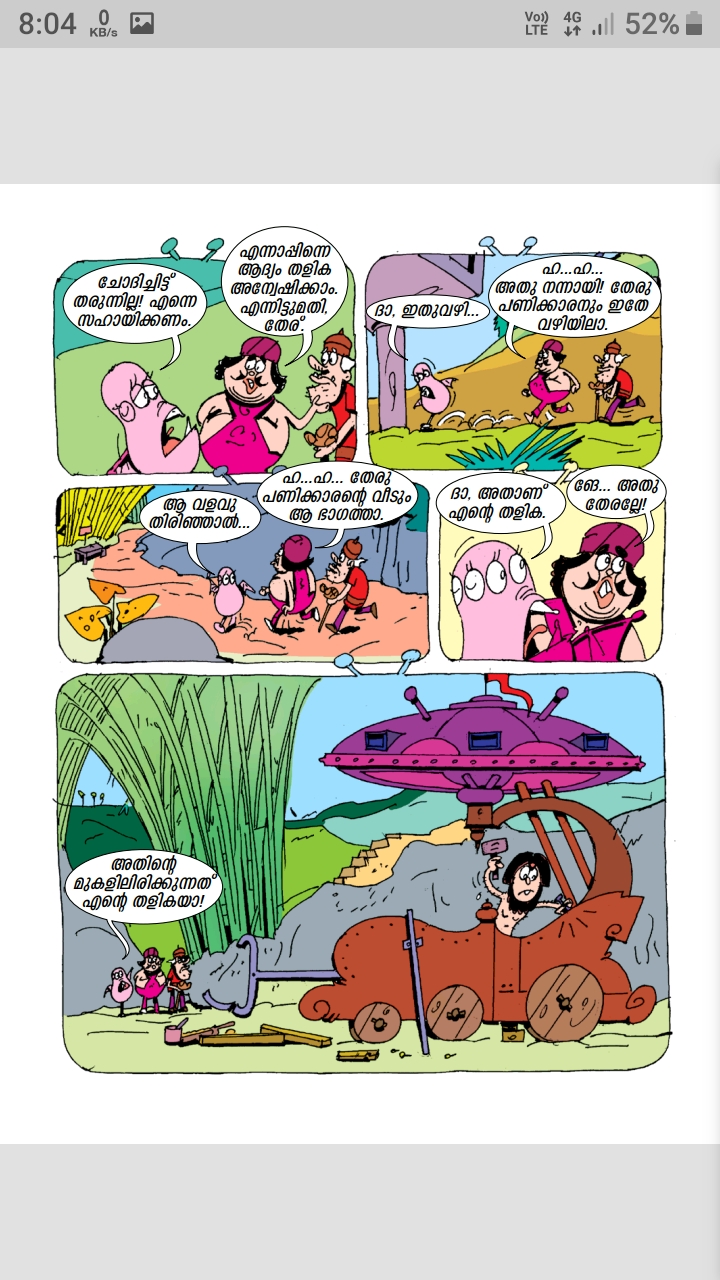 8:04
0
KB/s
Vo))
LTE
4G
52%
ചോദിച്ചിട്ട്
തരുന്നില്ല! എന്നെ
സഹായിക്കണം.
എന്നാപ്പിന്നെ
ആദ്യം തളിക
അന്വേഷിക്കാം.
എന്നിട്ടുമതി,
തേര്.
ദാ, ഇതുവഴി...
ഹ...ഹ...
അതു നന്നായി! തേരു
പണിക്കാരനും ഇതേ
വഴിയിലാ.
ആ വളവു
തിരിഞ്ഞാൽ...
ഹ...ഹ... തേരു
പണിക്കാരന്റെ വീടും
ആ ഭാഗത്താ.
ദാ, അതാണ്
എന്റെ തളിക.
ങേ... അതു
തേരല്ലേ!
അതിന്റെ
മുകളിലിരിക്കുന്നത്
എന്റെ തളികയാ!